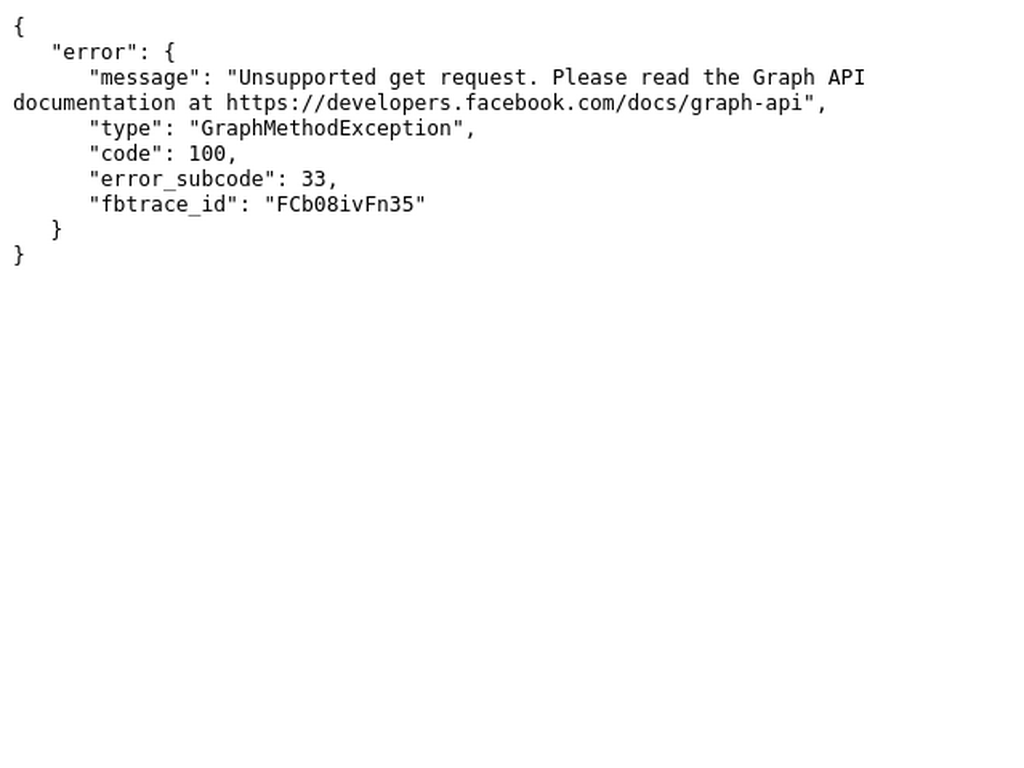 {
   "error": {
      "message": "Unsupported get request. Please read the Graph API
documentation at https://developers.facebook.com/docs/graph-api",
      "type": "GraphMethodException",
      "code": 100,
      "error_subcode": 33,
      "fbtrace_id": "FCb08ivFn35"
   }
}